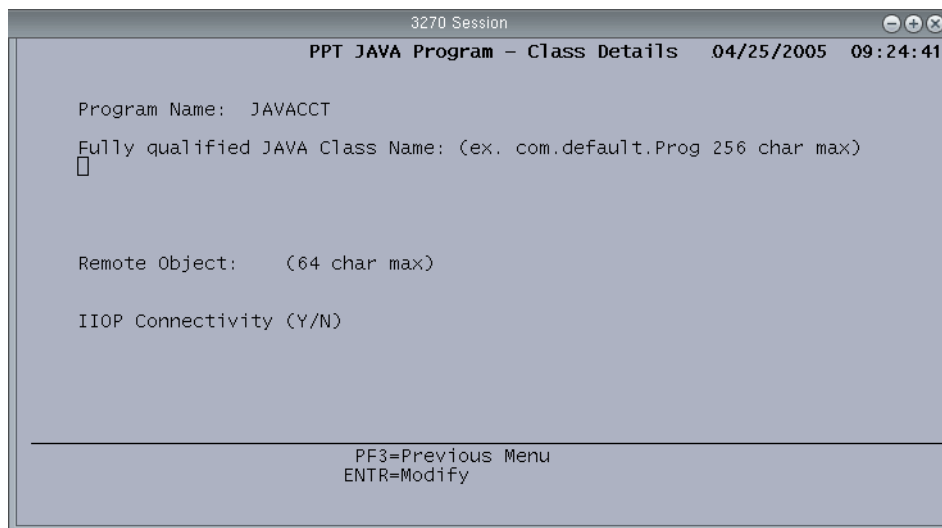 3270 Session
PPT JAVA Program – Class Details 04/25/2005 09:24:41
Program Name: JAVACCT
Fully qualified JAVA Class Name: (ex. com.default.Prog 256 char max)
Remote Object: (64 char max)
IIOP Connectivity (Y/N)
PF3=Previous Menu
ENTR=Modify